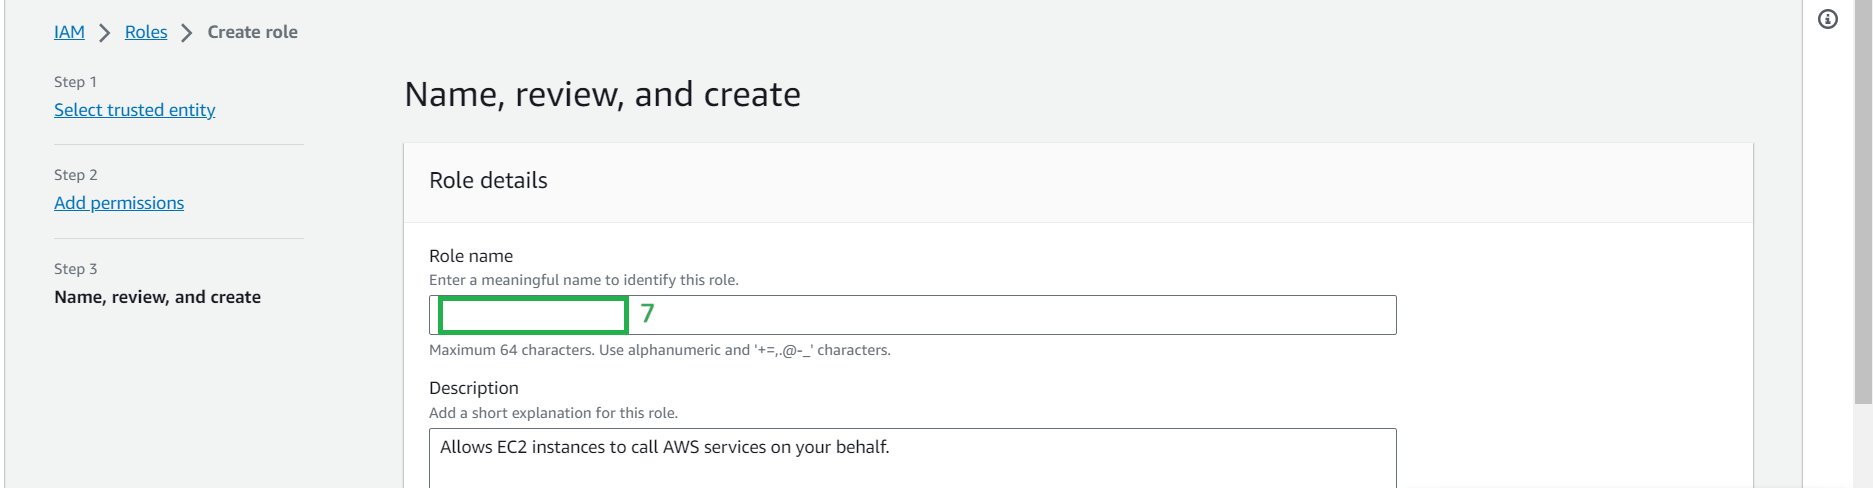 IAM > Roles > Create role
Step 1
Select trusted entity
Step 2
Add permissions
Step 3
Name, review, and create
Name, review, and create
Role details
Role name
Enter a meaningful name to identify this role.
7
Maximum 64 characters. Use alphanumeric and '+=,.@-_' characters.
Description
Add a short explanation for this role.
Allows EC2 instances to call AWS services on your behalf.